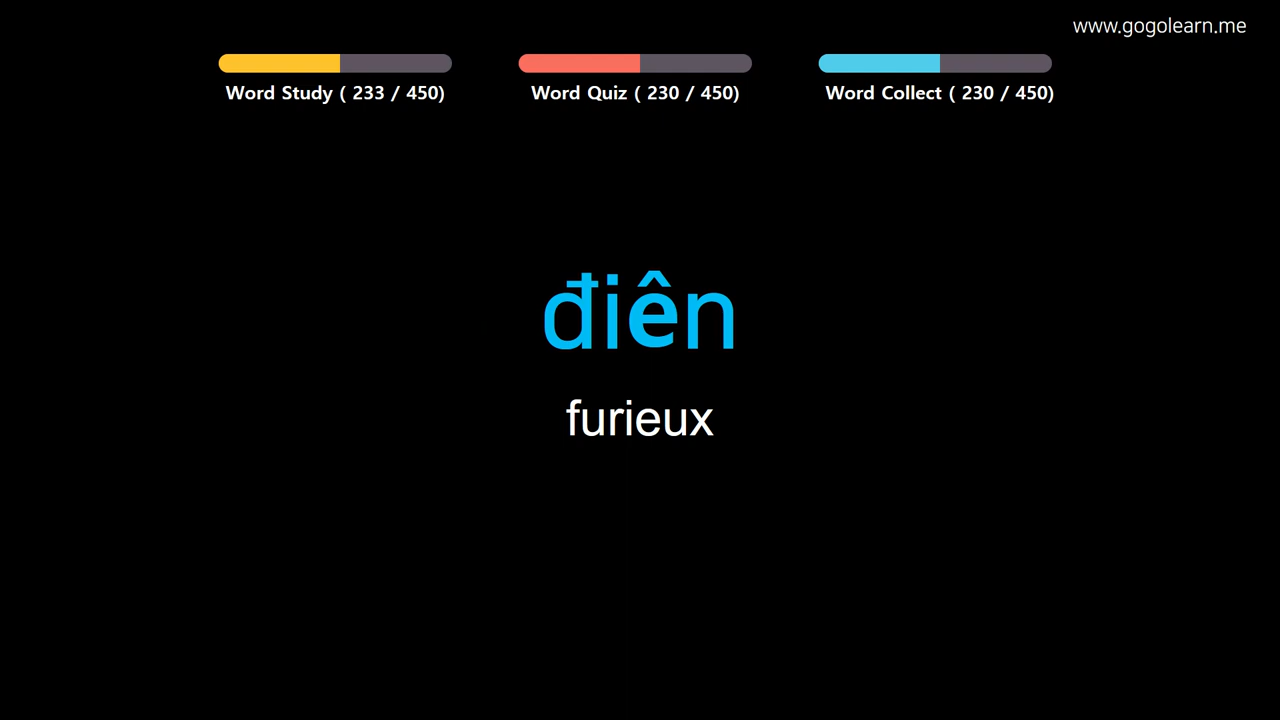 www.gogolearn.me
Word Study ( 233 / 450)
Word Quiz ( 230 / 450)
Word Collect ( 230 / 450)
điên
furieux